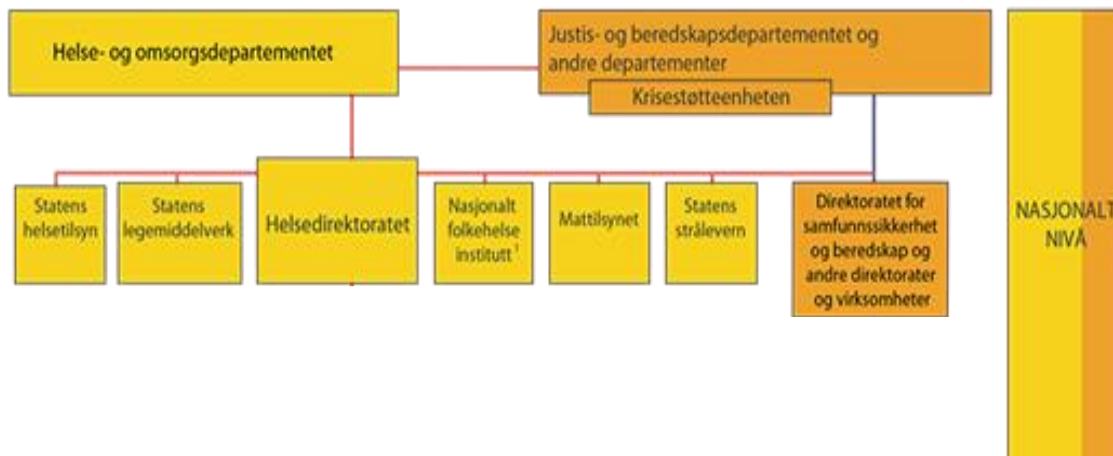 Helse- og omsorgsdepartementet
Justis- og beredskapsdepartementet og
andre departementer
Krisestøtteenheten
Statens
helsetilsyn
Statens
legemiddelverk
Helsedirektoratet
Nasjonalt
folkehelse
institutt¹
Mattilsynet
Statens
strålevern
Direktoratet for
samfunnssikkerhet
og beredskap og
andre direktorater
og virksomheter
NASJONALT
NIVÅ